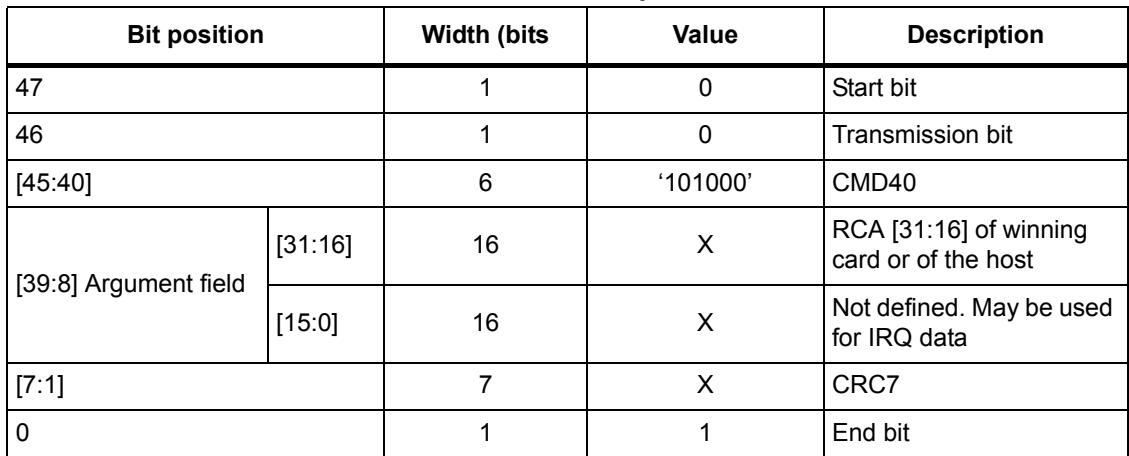 Bit position Width (bits Value Description
47 1 0 Start bit
46 1 0 Transmission bit
[45:40] 6 ‘101000’ CMD40
[39:8] Argument field [31:16] 16 X RCA [31:16] of winning
card or of the host
[15:0] 16 X Not defined. May be used
for IRQ data
[7:1] 7 X CRC7
0 1 1 End bit